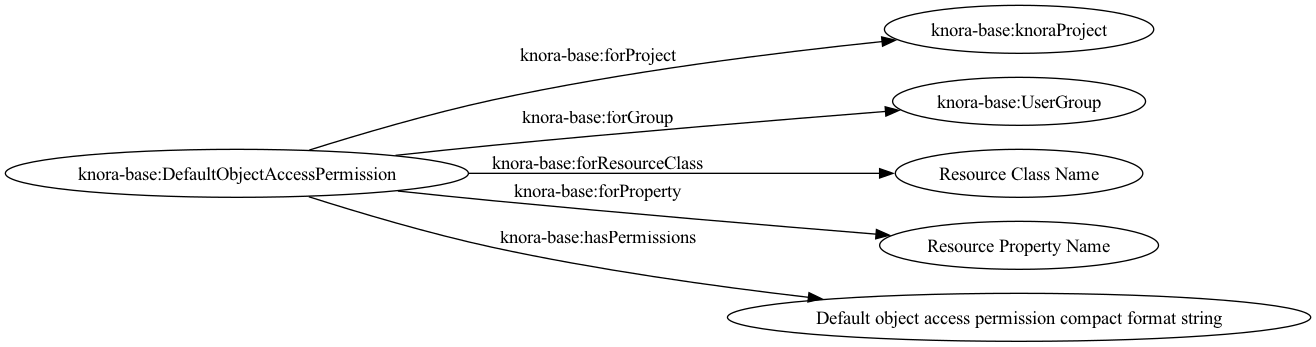 knora-base:DefaultObjectAccessPermission
knora-base:forProject
knora-base:knoraProject
knora-base:forGroup
knora-base:UserGroup
knora-base:forResourceClass
Resource Class Name
knora-base:forProperty
Resource Property Name
knora-base:hasPermissions
Default object access permission compact format string